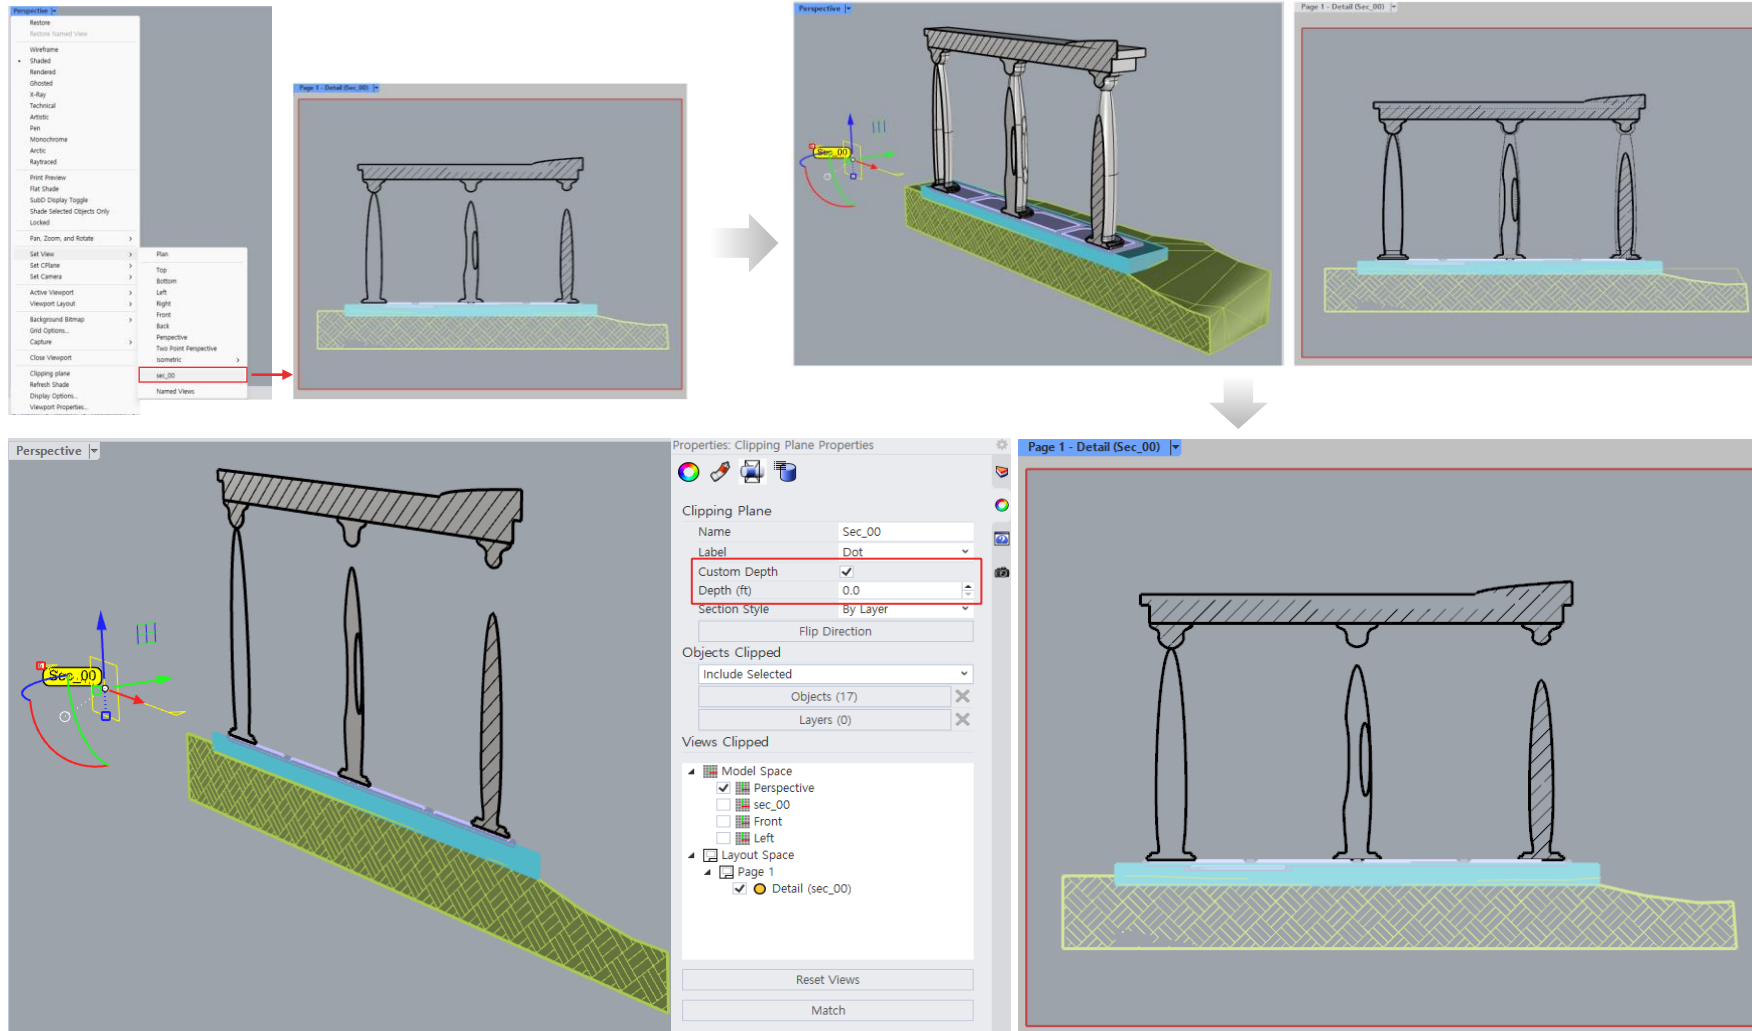 Perspective
Restore
Restore Named View
Wireframe
Shaded
Rendered
Ghosted
X-Ray
Technical
Artistic
Pen
Monochrome
Arctic
Raytraced
Print Preview
Flat Shade
SubD Display Toggle
Shade Selected Objects Only
Locked
Pan, Zoom, and Rotate
Set View
Set CPlane
Set Camera
Active Viewport
Viewport Layout
Background Bitmap
Grid Options...
Capture
Close Viewport
Clipping plane
Refresh Shade
Display Options...
Viewport Properties...
Plan
Top
Bottom
Left
Right
Front
Back
Perspective
Two Point Perspective
Isometric
sec_00
Named Views
Page 1 - Detail (Sec_00)
Perspective
Sec_00
Page 1 - Detail (Sec_00)
Perspective
Sec_00
Properties: Clipping Plane Properties
Clipping Plane
Name Sec_00
Label Dot
Custom Depth
Depth (ft) 0.0
Section Style By Layer
Flip Direction
Objects Clipped
Include Selected
Objects (17)
Layers (0)
Views Clipped
Model Space
Perspective
sec_00
Front
Left
Layout Space
Page 1
Detail (sec_00)
Reset Views
Match
Page 1 - Detail (Sec_00)